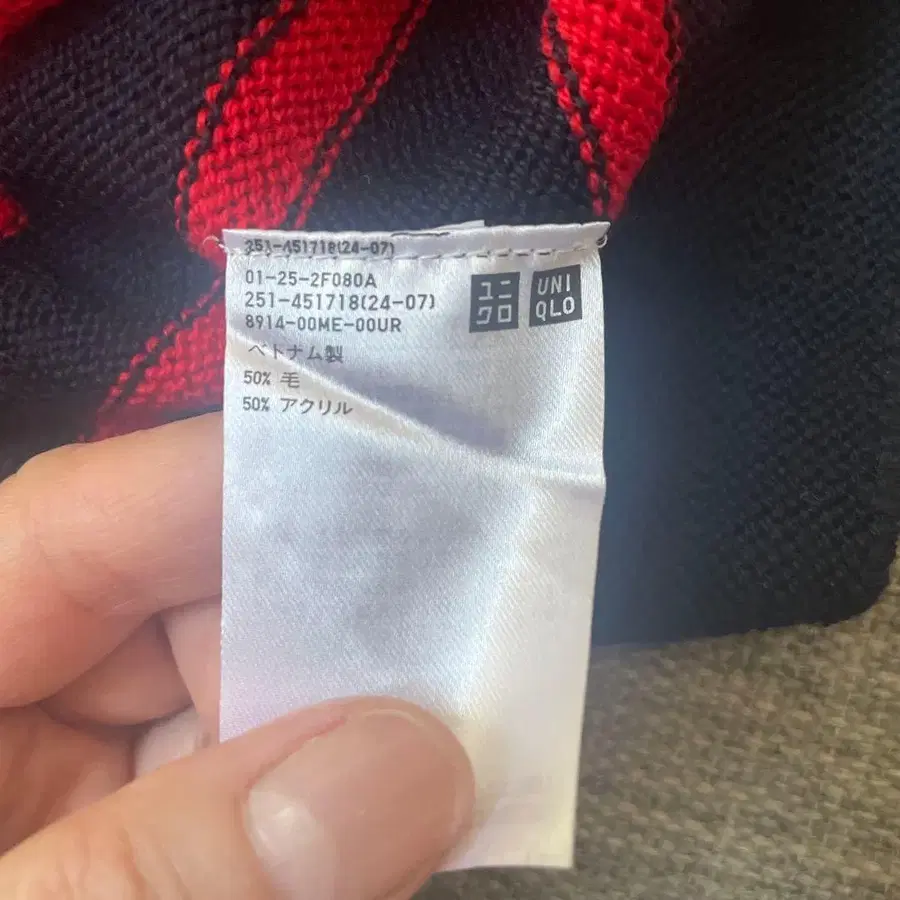 251-451718(24-07)
01-25-2F080A
251-451718(24-07)
8914-00ME-00UR
ユニ
クロ
UNI
QLO
ベトナム製
50% 毛
50% アクリル